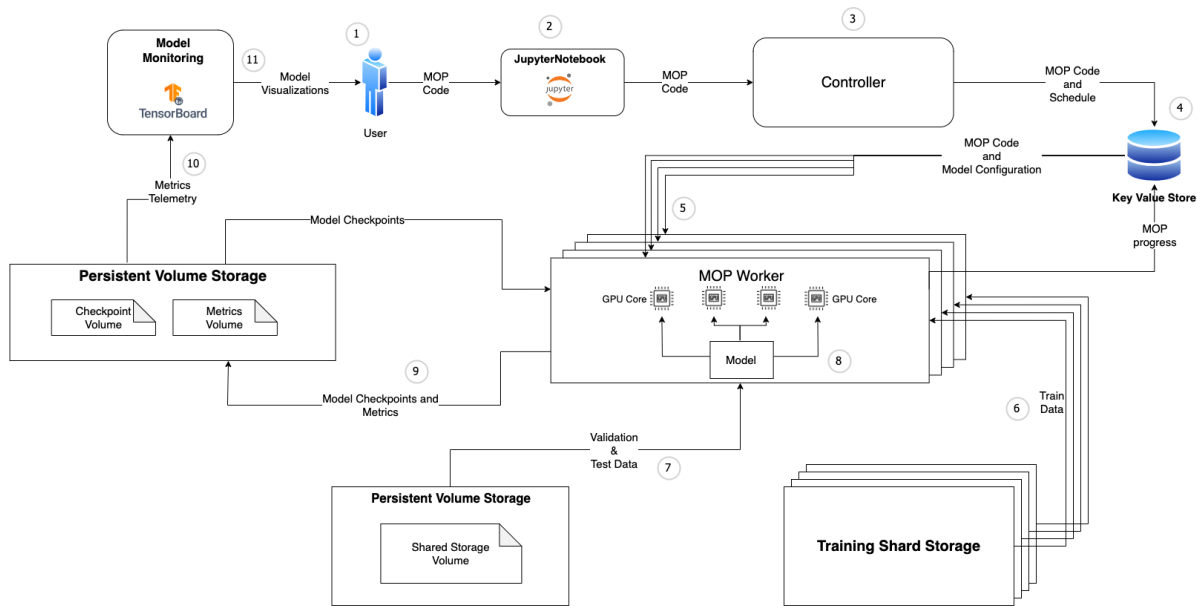 1
2
3
4
5
6
7
8
9
10
11
Model
Monitoring
TensorBoard
Model
Visualizations
User
MOP
Code
JupyterNotebook
jupyter
MOP
Code
Controller
MOP Code
and
Schedule
Key Value Store
MOP Code
and
Model Configuration
MOP
progress
Metrics
Telemetry
Model Checkpoints
Persistent Volume Storage
Checkpoint
Volume
Metrics
Volume
MOP Worker
GPU Core
GPU Core
Model
Model Checkpoints and
Metrics
Train
Data
Validation
&
Test Data
Persistent Volume Storage
Shared Storage
Volume
Training Shard Storage